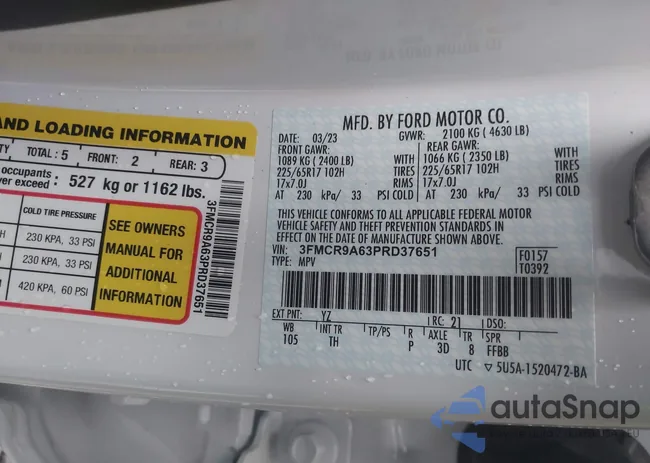 AND LOADING INFORMATION
TOTAL: 5 FRONT: 2 REAR: 3
occupants
ver exceed : 527 kg or 1162 lbs.
COLD TIRE PRESSURE
230 KPA, 33 PSI
230 KPA, 33 PSI
420 KPA, 60 PSI
SEE OWNERS
MANUAL FOR
ADDITIONAL
INFORMATION
3FMCR9A63PRD37651
MFD. BY FORD MOTOR CO.
DATE: 03/23 GVWR: 2100 KG ( 4630 LB)
FRONT GAWR: REAR GAWR:
1089 KG ( 2400 LB) WITH 1066 KG ( 2350 LB) WITH
225/65R17 102H TIRES 225/65R17 102H TIRES
17x7.0J RIMS 17x7.0J RIMS
AT 230 kPa/ 33 PSI COLD AT 230 kPa/ 33 PSI COLD
THIS VEHICLE CONFORMS TO ALL APPLICABLE FEDERAL MOTOR
VEHICLE SAFETY AND THEFT PREVENTION STANDARDS IN EFFECT
ON THE DATE OF MANUFACTURE SHOWN ABOVE.
VIN: 3FMCR9A63PRD37651
TYPE: MPV
F0157
T0392
EXT PNT: YZ RC: 21 DSO:
WB INT TR TP/PS R AXLE TR SPR
105 TH P 3D 8 FFBB
UTC ▽ 5U5A-1520472-BA
autoSnap